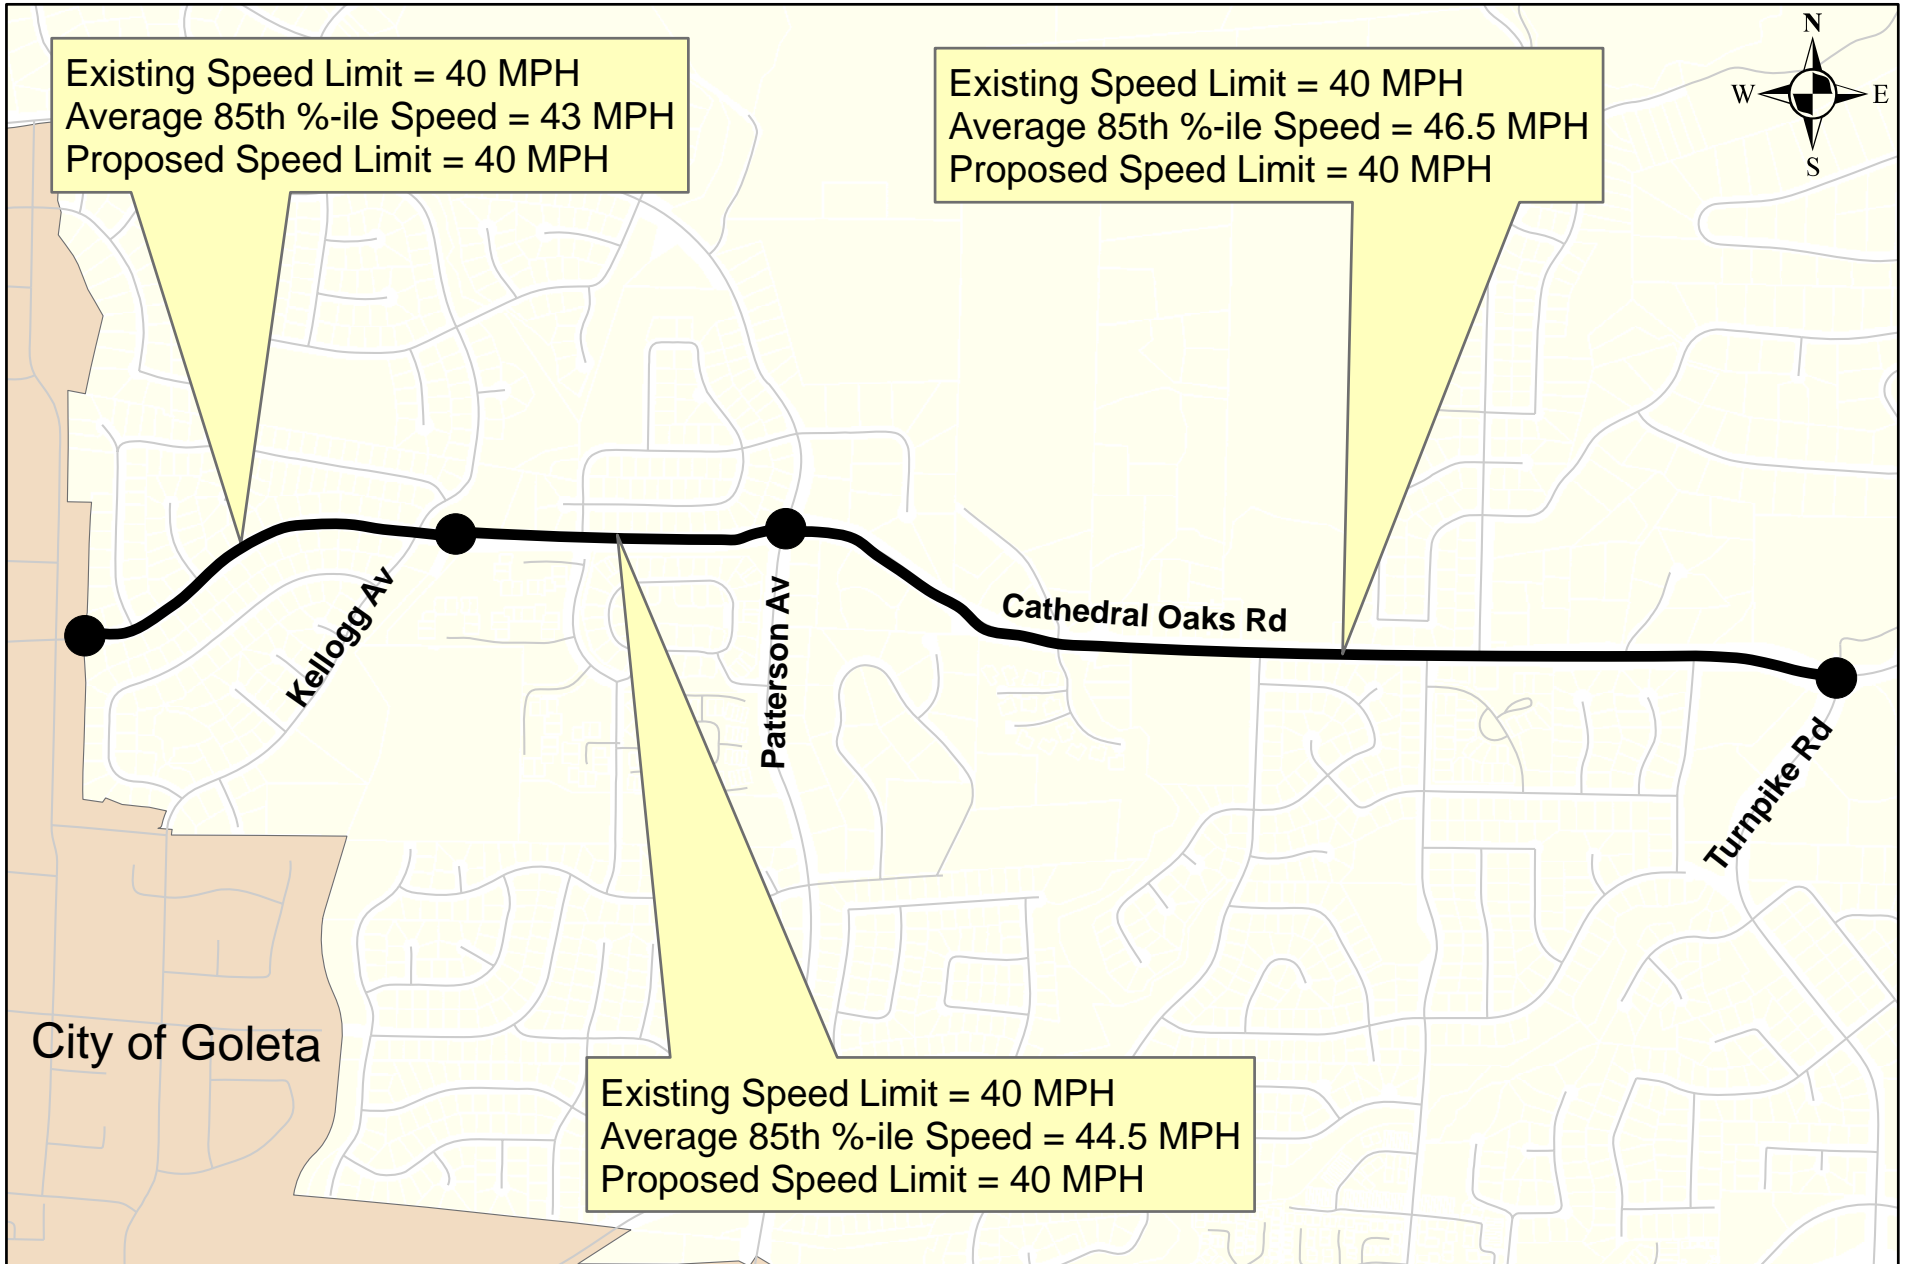 Existing Speed Limit = 40 MPH
Average 85th %-ile Speed = 43 MPH
Proposed Speed Limit = 40 MPH
Existing Speed Limit = 40 MPH
Average 85th %-ile Speed = 46.5 MPH
Proposed Speed Limit = 40 MPH
N
W
E
S
Kellogg Av
Patterson Av
Cathedral Oaks Rd
Turnpike Rd
City of Goleta
Existing Speed Limit = 40 MPH
Average 85th %-ile Speed = 44.5 MPH
Proposed Speed Limit = 40 MPH